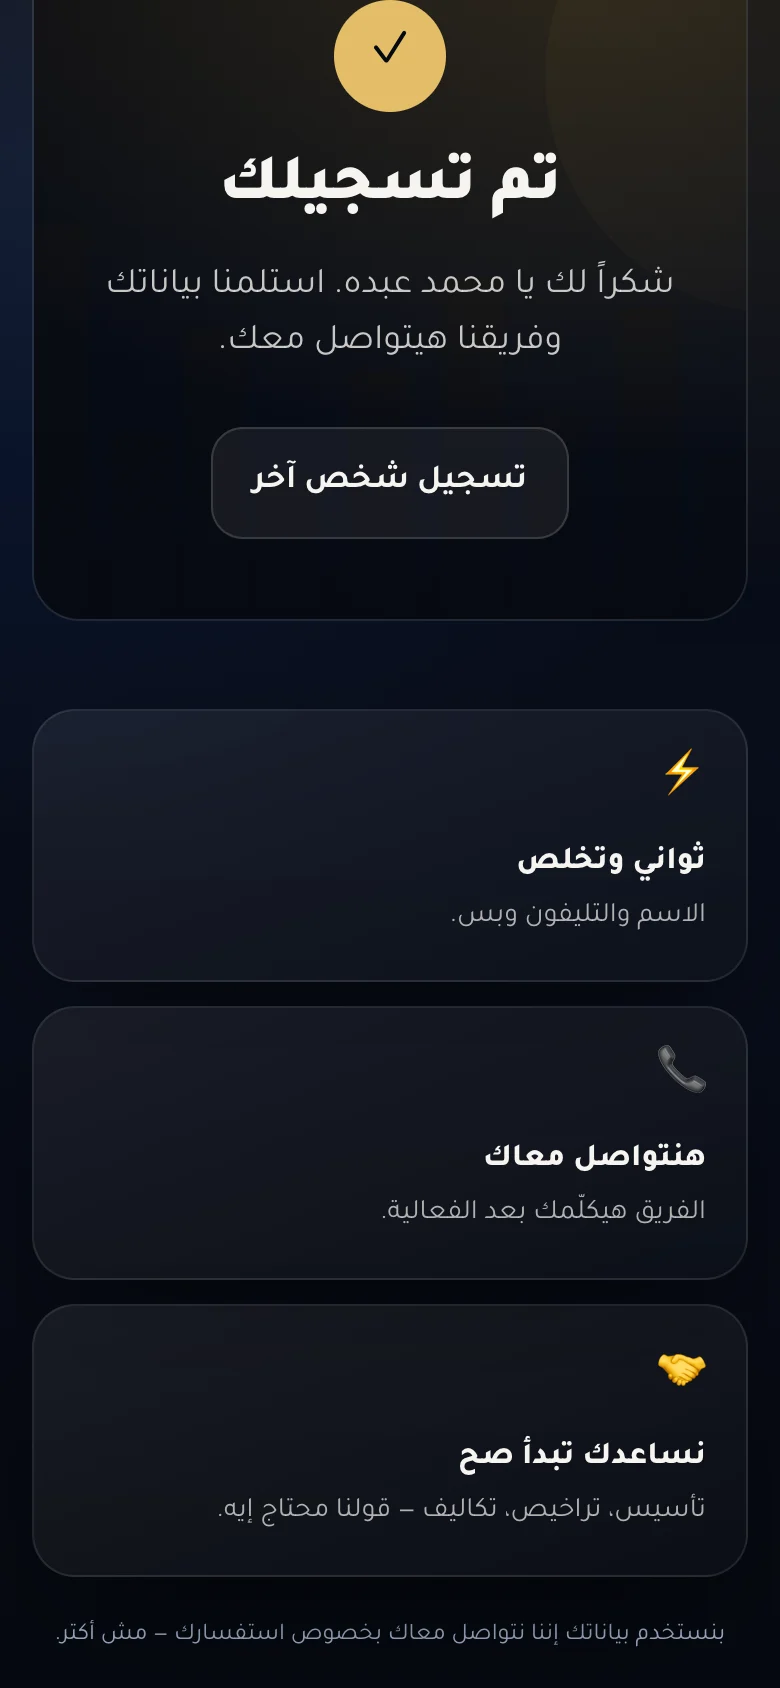 تم تسجيلك
شكراً لك يا محمد عبده. استلمنا بياناتك
وفريقنا هيتواصل معك.
تسجيل شخص آخر
ثواني وتخلص
الاسم والتليفون وبس.
هنتواصل معاك
الفريق هيكلّمك بعد الفعالية.
نساعدك تبدأ صح
تأسيس، تراخيص، تكاليف — قولنا محتاج إيه.
بنستخدم بياناتك إننا نتواصل معاك بخصوص استفسارك — مش أكتر.